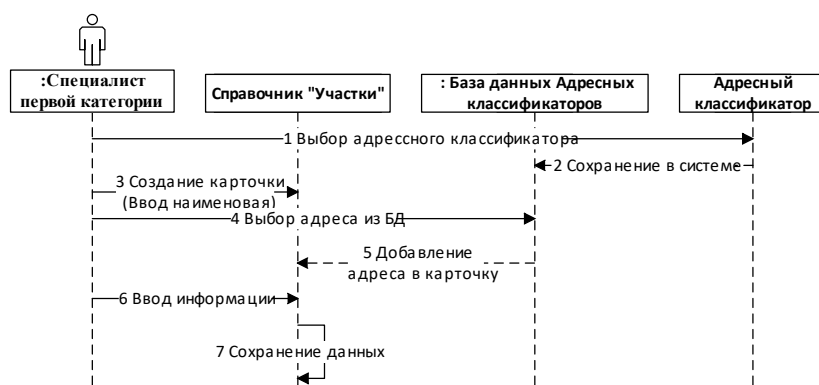 :Специалист
первой категории
Справочник "Участки"
: База данных Адресных
классификаторов
Адресный
классификатор
1 Выбор адрессного классификатора
2 Сохранение в системе
3 Создание карточки
(Ввод наименовая)
4 Выбор адреса из БД
5 Добавление
адреса в карточку
6 Ввод информации
7 Сохранение данных